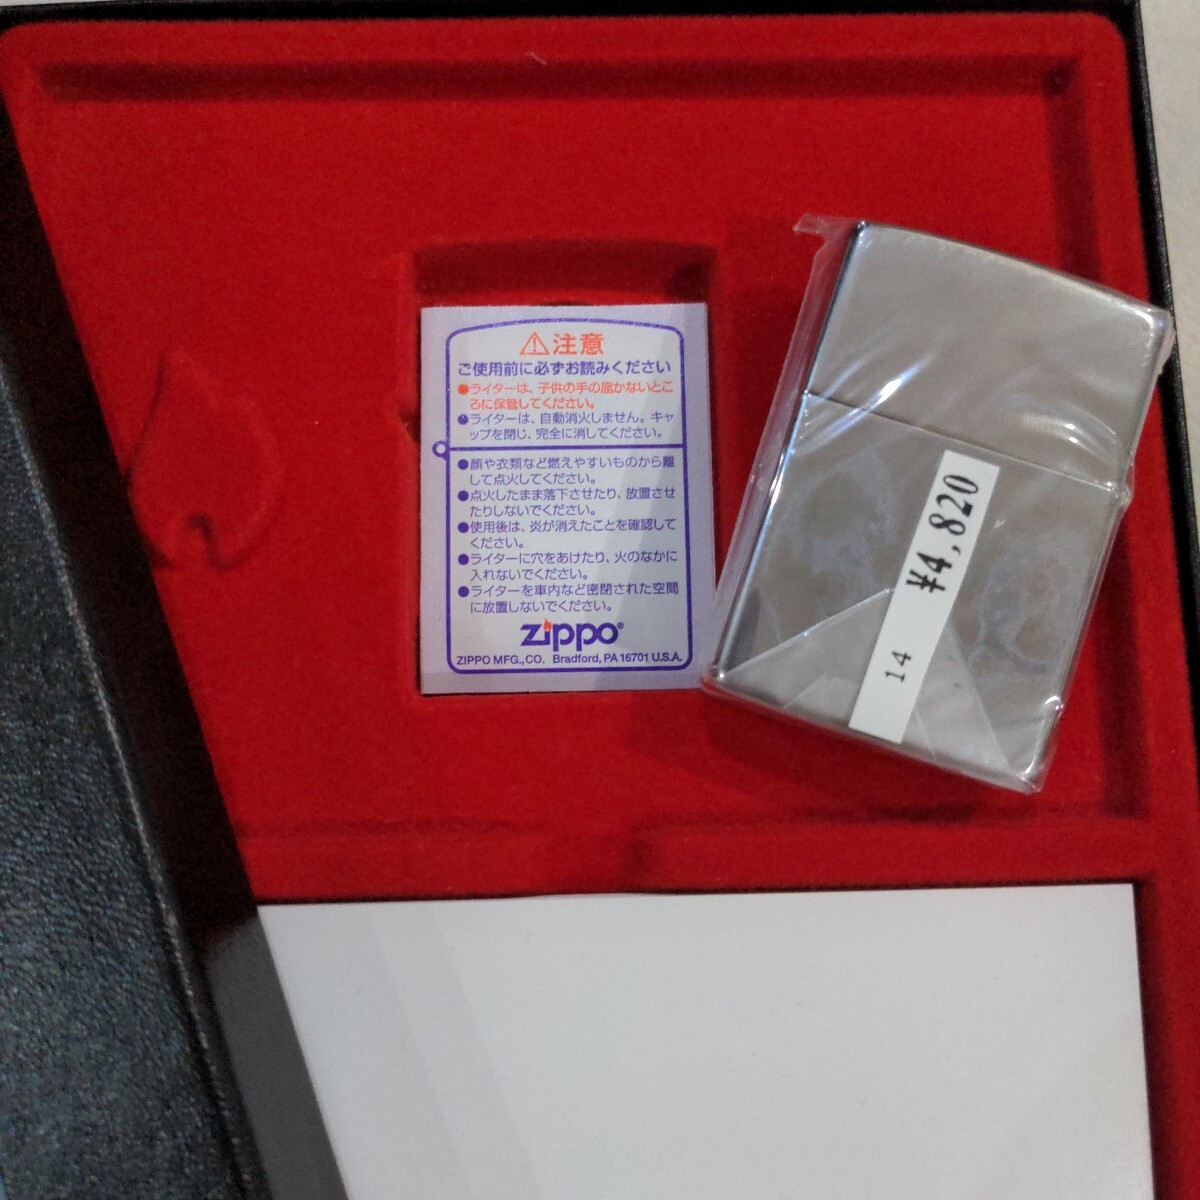 ⚠注意
ご使用前に必ずお読みください
●ライターは、子供の手の届かないとこ
ろに保管してください。
●ライターは、自動消火しません。キャ
ップを閉じ、完全に消してください。
●顔や衣類など燃えやすいものから離
して点火してください。
●点火したまま落下させたり、放置させ
たりしないでください。
●使用後は、炎が消えたことを確認して
ください。
●ライターに穴をあけたり、火のなかに
入れないでください。
●ライターを車内など密閉された空間
に放置しないでください。
zippo®
ZIPPO MFG.,CO. Bradford, PA 16701 U.S.A.
¥4,820
14